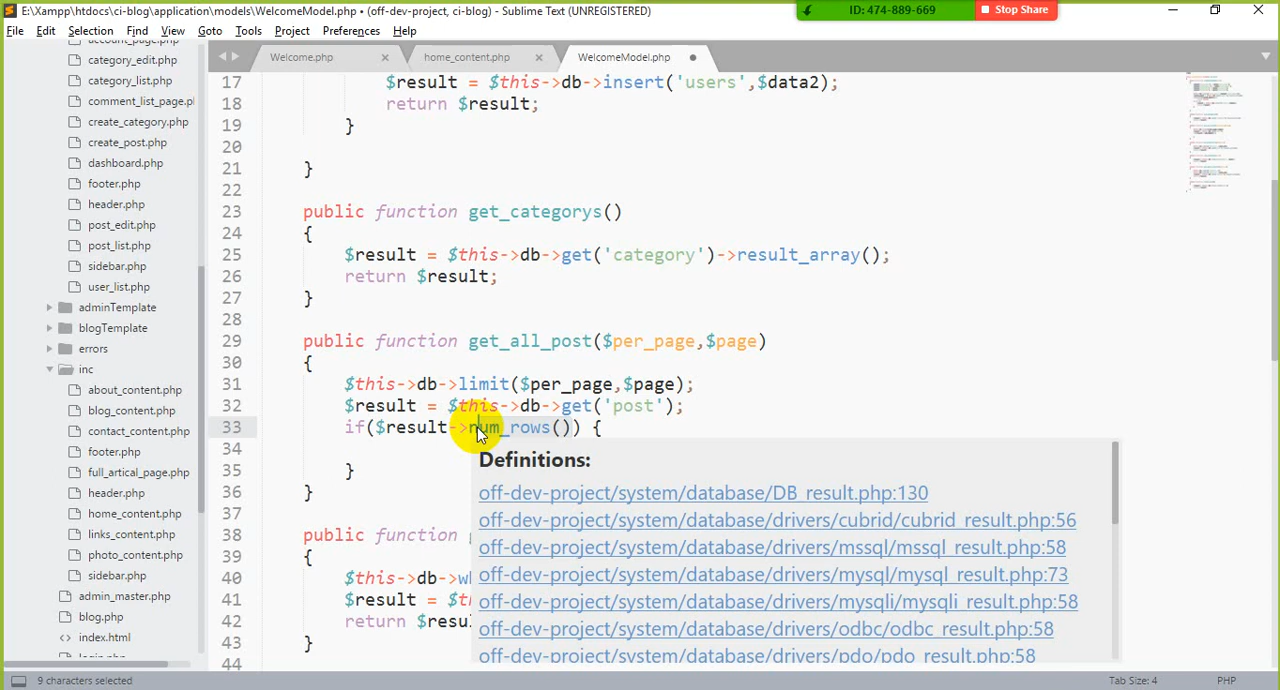 E:\Xampp\htdocs\ci-blog\application\models\WelcomeModel.php • (off-dev-project, ci-blog) - Sublime Text (UNREGISTERED)
ID: 474-889-669
Stop Share
File Edit Selection Find View Goto Tools Project Preferences Help
Welcome.php
home_content.php
WelcomeModel.php
account_page.php
category_edit.php
category_list.php
comment_list_page.pl
create_category.php
create_post.php
dashboard.php
footer.php
header.php
post_edit.php
post_list.php
sidebar.php
user_list.php
adminTemplate
blogTemplate
errors
inc
about_content.php
blog_content.php
contact_content.php
footer.php
full_artical_page.php
header.php
home_content.php
links_content.php
photo_content.php
sidebar.php
admin_master.php
blog.php
index.html
17 $result = $this->db->insert('users',$data2);
18 return $result;
19 }
20
21 }
22
23 public function get_categorys()
24 {
25 $result = $this->db->get('category')->result_array();
26 return $result;
27 }
28
29 public function get_all_post($per_page,$page)
30 {
31 $this->db->limit($per_page,$page);
32 $result = $this->db->get('post');
33 if($result->num_rows()) {
34
35 }
36 }
37
38 public function g
39 {
40 $this->db->w
41 $result = $t
42 return $resu
43 }
44
Definitions:
off-dev-project/system/database/DB_result.php:130
off-dev-project/system/database/drivers/cubrid/cubrid_result.php:56
off-dev-project/system/database/drivers/mssql/mssql_result.php:58
off-dev-project/system/database/drivers/mysql/mysql_result.php:73
off-dev-project/system/database/drivers/mysqli/mysqli_result.php:58
off-dev-project/system/database/drivers/odbc/odbc_result.php:58
off-dev-project/system/database/drivers/pdo/pdo_result.php:58
9 characters selected
Tab Size: 4
PHP